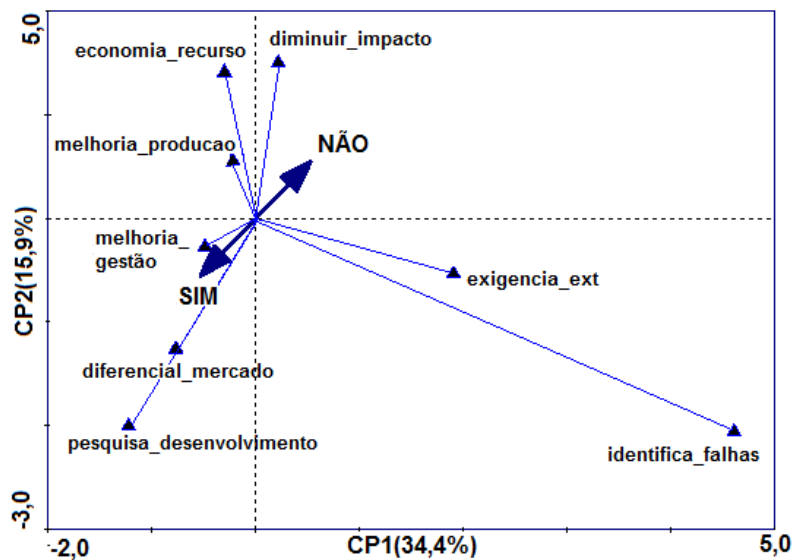 5,0
diminuir_impacto
economia_recurso
NÃO
melhoria_producao
melhoria_
gestão
exigencia_ext
SIM
CP2(15,9%)
diferencial_mercado
pesquisa_desenvolvimento
identifica_falhas
-3,0
-2,0
CP1(34,4%)
5,0